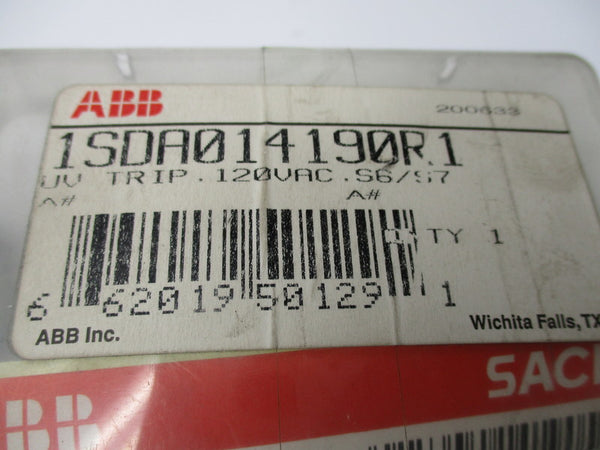 ABB
200633
1SDA014190R1
UV TRIP.120VAC.S6/S7
A# A#
QTY 1
6 62019 50129 1
ABB Inc. Wichita Falls, TX
ABB SACE